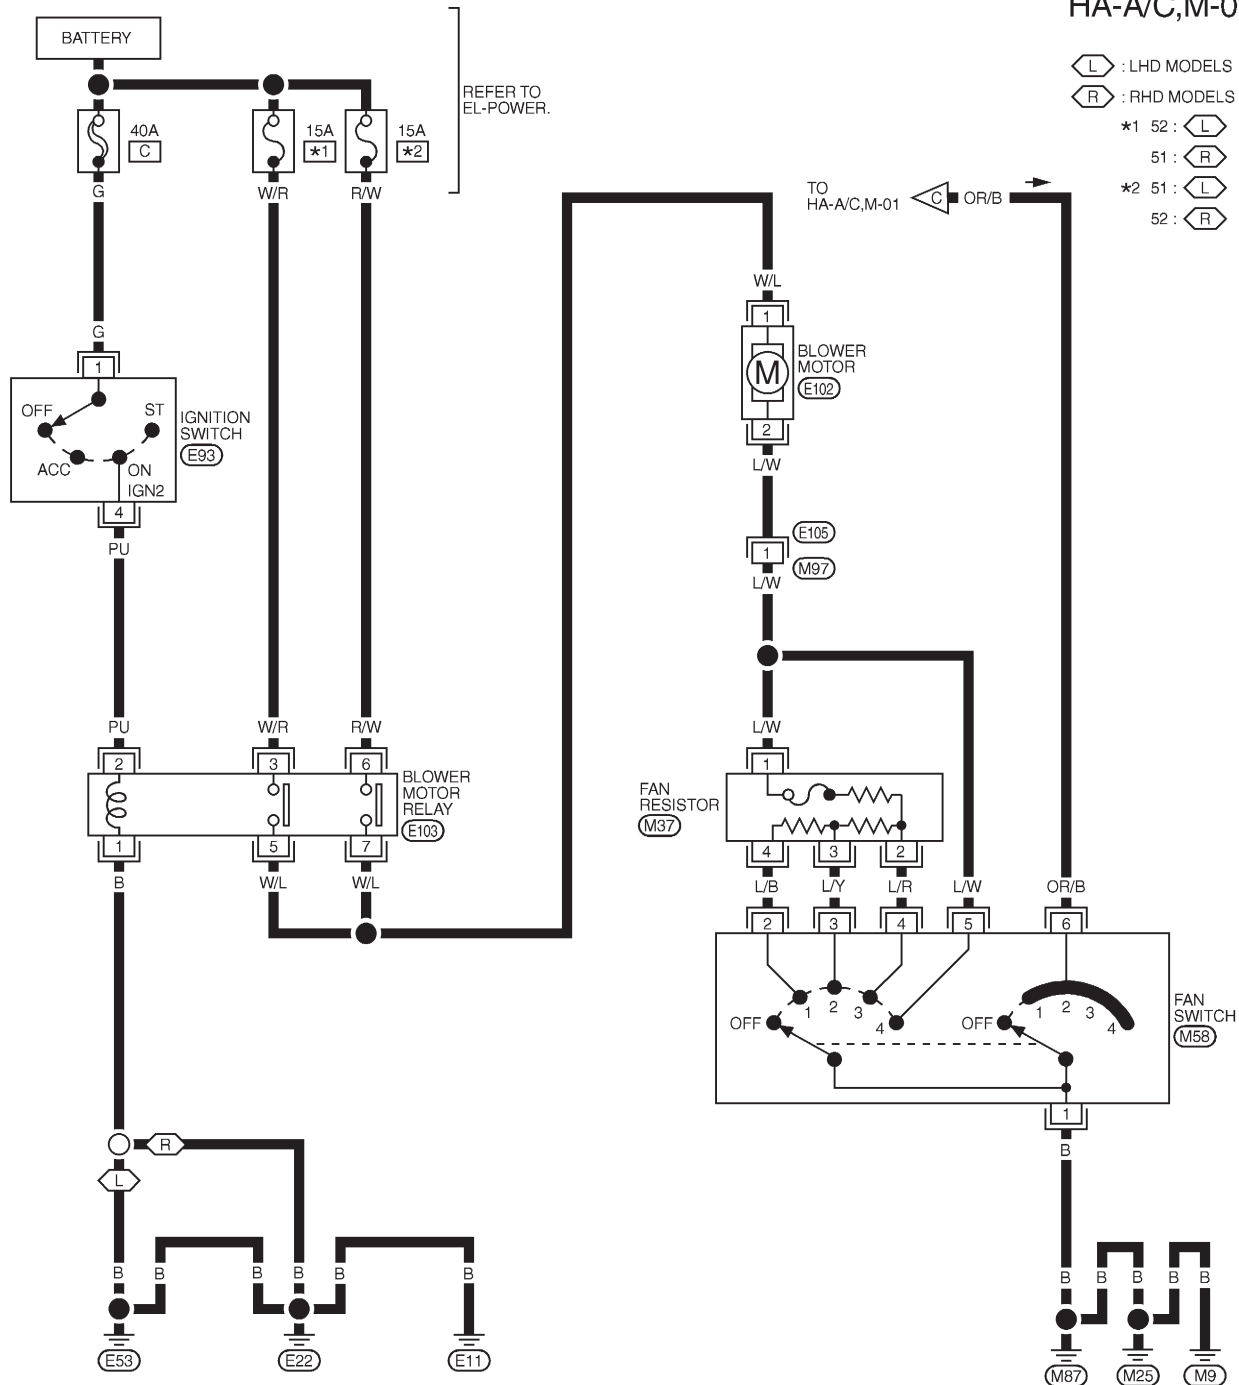 HA-A/C,M-0
BATTERY
REFER TO
EL-POWER.
L : LHD MODELS
R : RHD MODELS
*1 52 : L
51 : R
*2 51 : L
52 : R
40A
C
15A
*1
15A
*2
G
W/R
R/W
TO
HA-A/C,M-01
C
OR/B
W/L
G
1
OFF
ST
ACC
ON
IGN2
4
IGNITION
SWITCH
E93
1
M
BLOWER
MOTOR
E102
2
L/W
PU
E105
1
M97
L/W
PU
W/R
R/W
L/W
2
3
6
BLOWER
MOTOR
RELAY
E103
1
5
7
B
W/L
W/L
1
FAN
RESISTOR
M37
4
3
2
L/B
L/Y
L/R
L/W
OR/B
2
3
4
5
6
OFF
1
2
3
4
OFF
1
2
3
4
FAN
SWITCH
M58
1
B
R
L
B
B
B
B
B
B
E53
E22
E11
B
B
B
B
B
M87
M25
M9